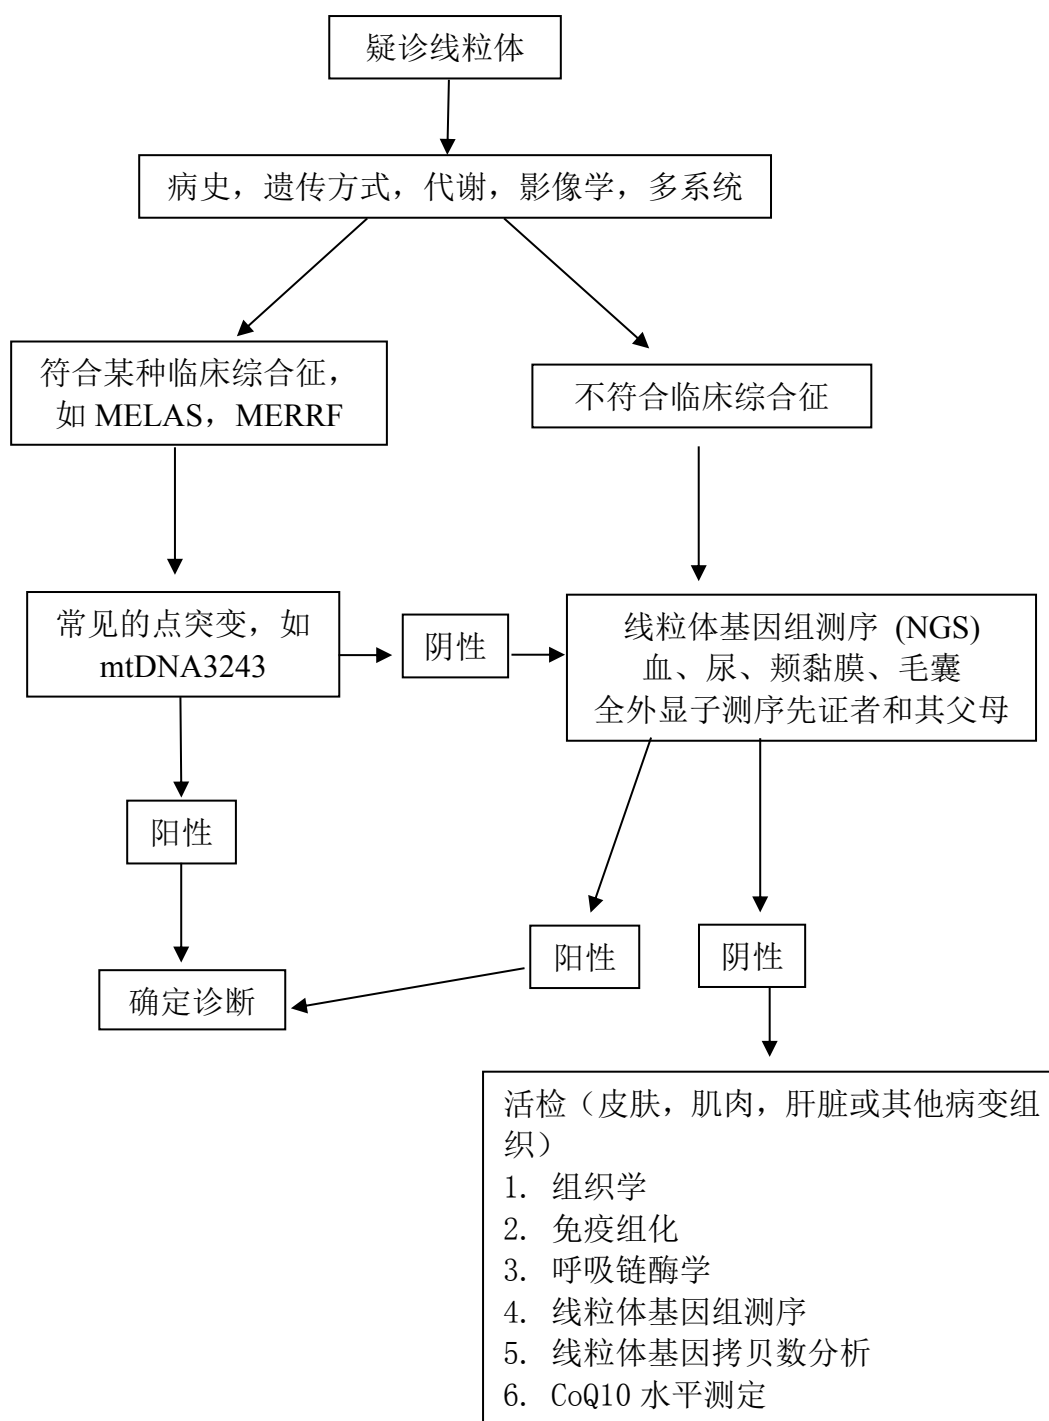 疑诊线粒体
病史，遗传方式，代谢，影像学，多系统
符合某种临床综合征，
如 MELAS，MERRF
不符合临床综合征
常见的点突变，如
mtDNA3243
阴性
线粒体基因组测序 (NGS)
血、尿、颊黏膜、毛囊
全外显子测序先证者和其父母
阳性
阳性
阴性
确定诊断
活检（皮肤，肌肉，肝脏或其他病变组
织）
1. 组织学
2. 免疫组化
3. 呼吸链酶学
4. 线粒体基因组测序
5. 线粒体基因拷贝数分析
6. CoQ10 水平测定